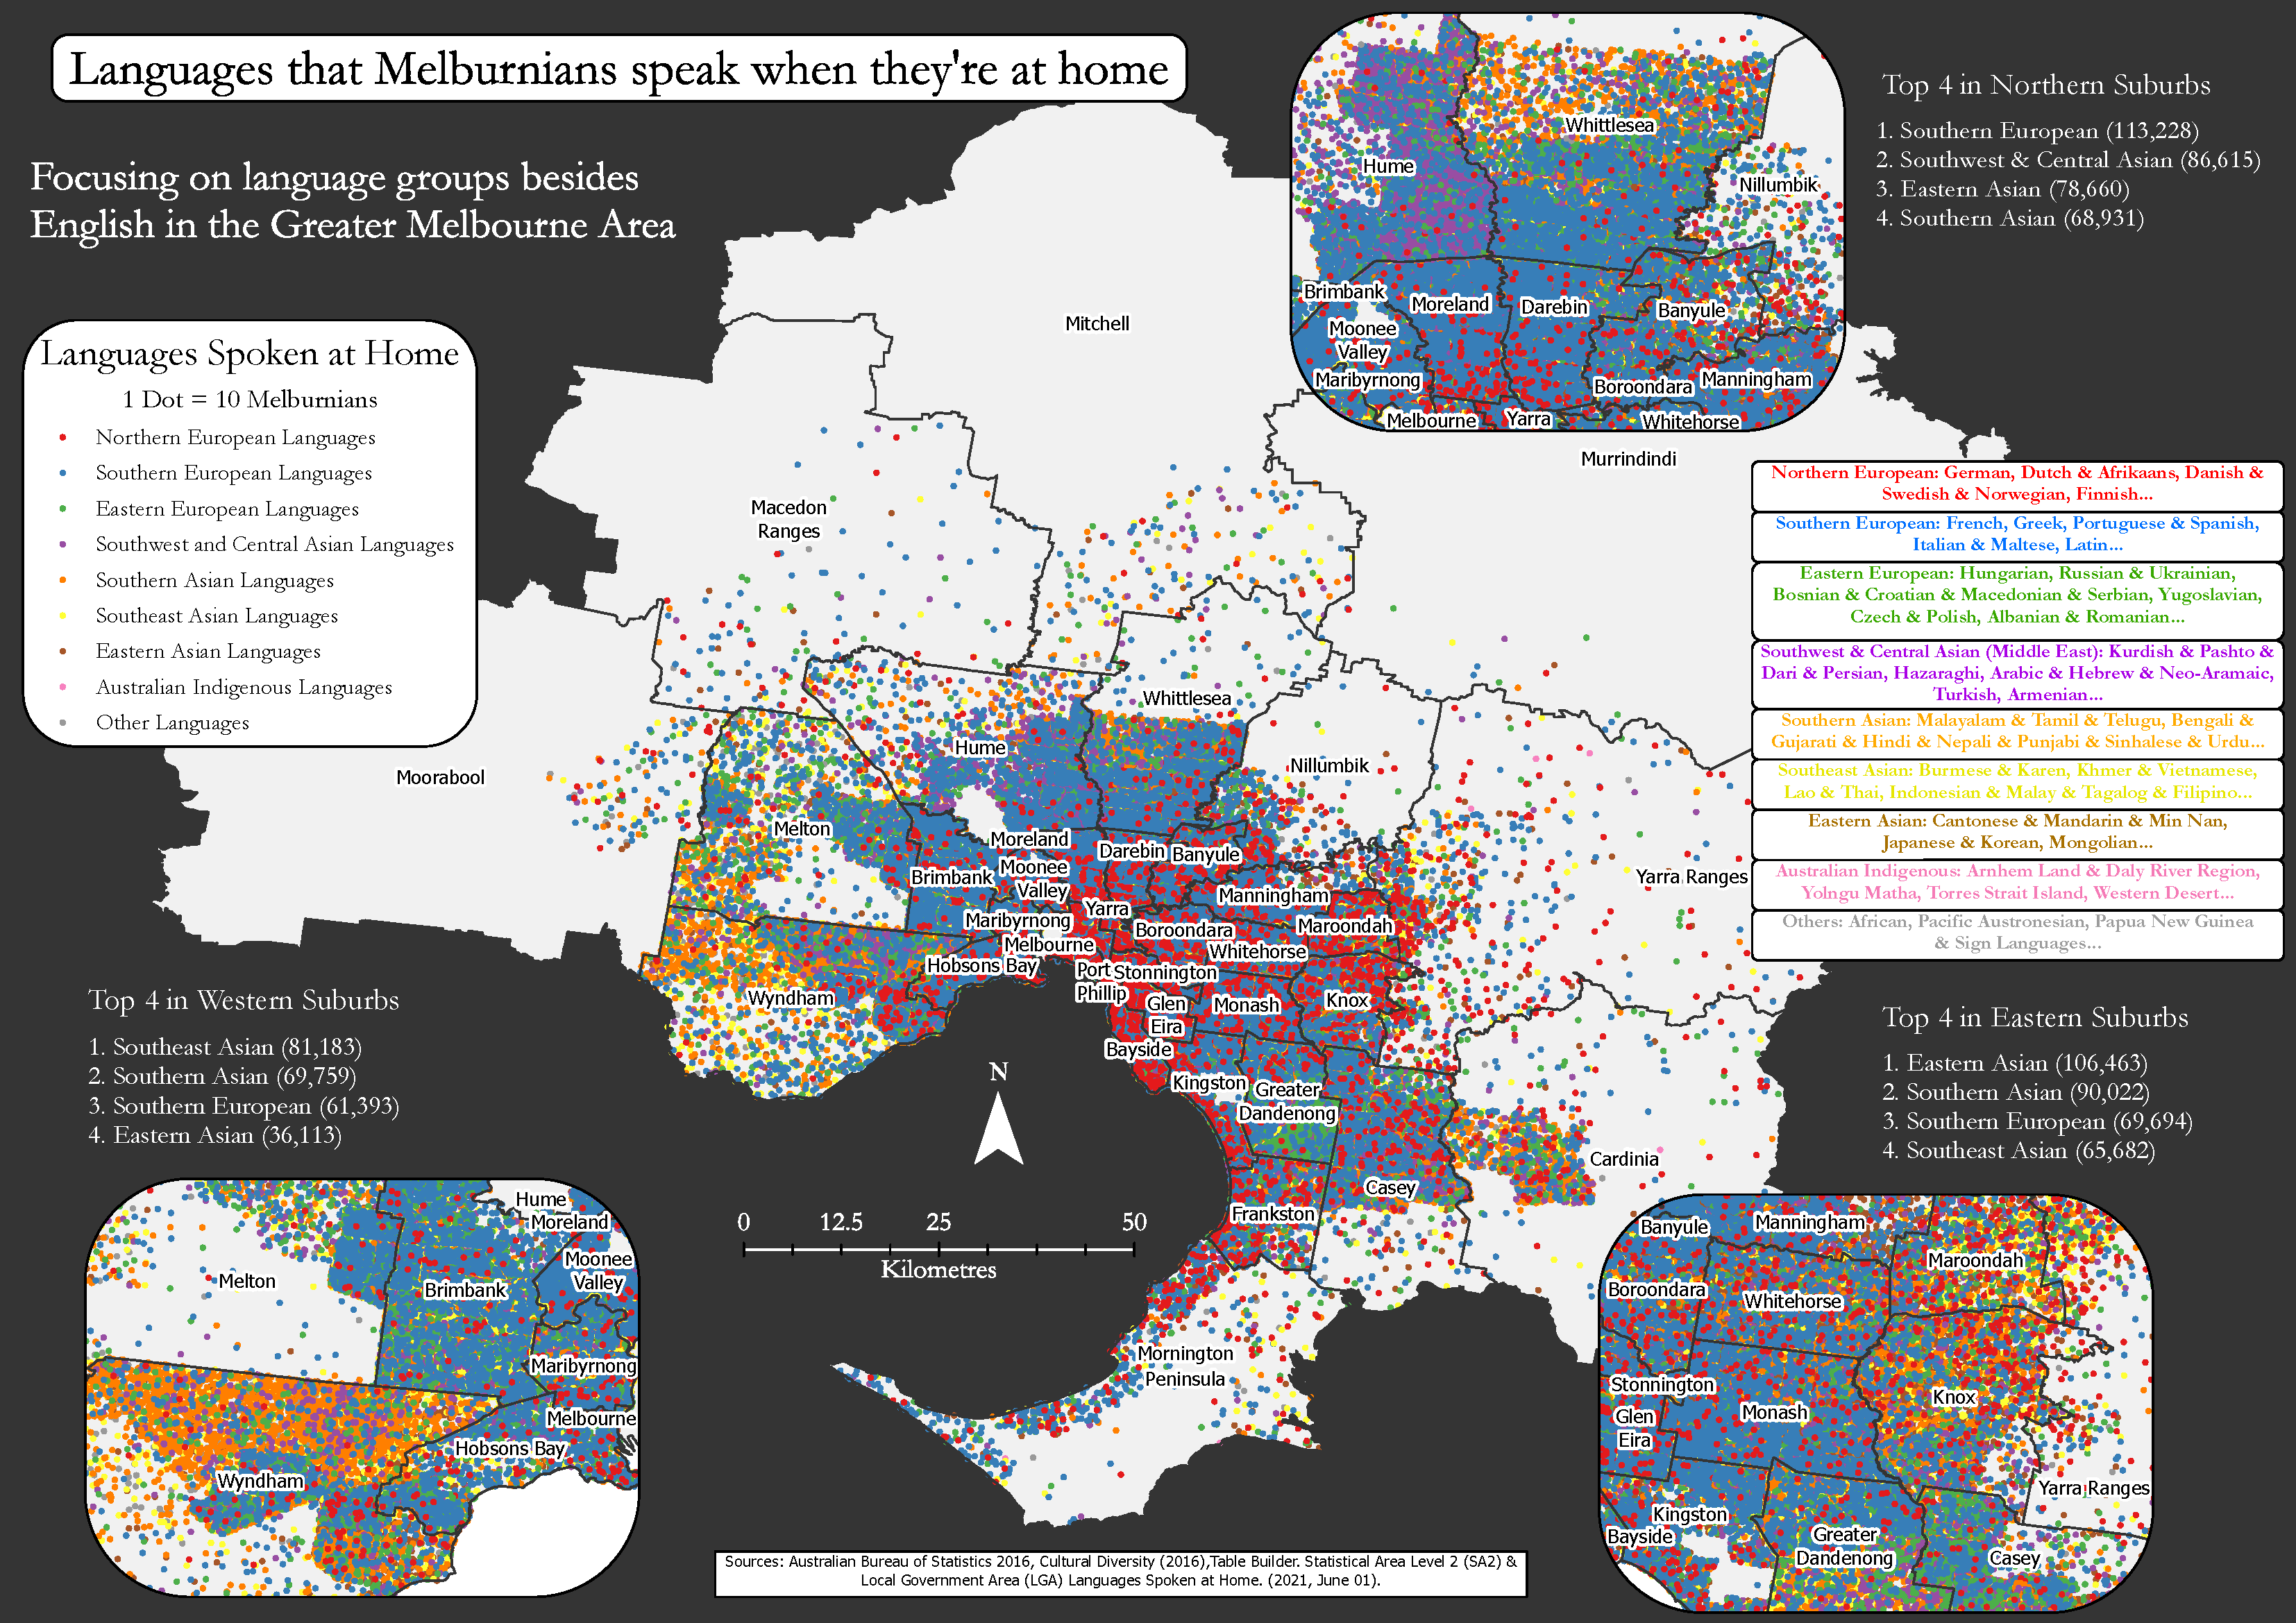 Languages that Melburnians speak when they're at home
Focusing on language groups besides
English in the Greater Melbourne Area
Languages Spoken at Home
1 Dot = 10 Melburnians
Northern European Languages
Southern European Languages
Eastern European Languages
Southwest and Central Asian Languages
Southern Asian Languages
Southeast Asian Languages
Eastern Asian Languages
Australian Indigenous Languages
Other Languages
Whittlesea
Hume
Nillumbik
Brimbank
Moreland
Darebin
Banyule
Moonee
Valley
Maribyrnong
Boroondara
Manningham
Melbourne
Yarra
Whitehorse
Top 4 in Northern Suburbs
1. Southern European (113,228)
2. Southwest & Central Asian (86,615)
3. Eastern Asian (78,660)
4. Southern Asian (68,931)
Mitchell
Murrindindi
Macedon
Ranges
Whittlesea
Hume
Nillumbik
Moorabool
Melton
Moreland
Darebin
Banyule
Brimbank
Moonee
Valley
Yarra Ranges
Manningham
Maribyrnong
Yarra
Boroondara
Maroondah
Melbourne
Whitehorse
Hobsons Bay
Port
Phillip
Stonnington
Wyndham
Glen
Eira
Monash
Knox
Bayside
Kingston
Greater
Dandenong
Cardinia
Casey
Frankston
Mornington
Peninsula
N
0 12.5 25 50
Kilometres
Northern European: German, Dutch & Afrikaans, Danish &
Swedish & Norwegian, Finnish...
Southern European: French, Greek, Portuguese & Spanish,
Italian & Maltese, Latin...
Eastern European: Hungarian, Russian & Ukrainian,
Bosnian & Croatian & Macedonian & Serbian, Yugoslavian,
Czech & Polish, Albanian & Romanian...
Southwest & Central Asian (Middle East): Kurdish & Pashto &
Dari & Persian, Hazaraghi, Arabic & Hebrew & Neo-Aramaic,
Turkish, Armenian...
Southern Asian: Malayalam & Tamil & Telugu, Bengali &
Gujarati & Hindi & Nepali & Punjabi & Sinhalese & Urdu...
Southeast Asian: Burmese & Karen, Khmer & Vietnamese,
Lao & Thai, Indonesian & Malay & Tagalog & Filipino...
Eastern Asian: Cantonese & Mandarin & Min Nan,
Japanese & Korean, Mongolian...
Australian Indigenous: Arnhem Land & Daly River Region,
Yolngu Matha, Torres Strait Island, Western Desert...
Others: African, Pacific Austronesian, Papua New Guinea
& Sign Languages...
Top 4 in Western Suburbs
1. Southeast Asian (81,183)
2. Southern Asian (69,759)
3. Southern European (61,393)
4. Eastern Asian (36,113)
Hume
Moreland
Moonee
Valley
Melton
Brimbank
Maribyrnong
Melbourne
Hobsons Bay
Wyndham
Top 4 in Eastern Suburbs
1. Eastern Asian (106,463)
2. Southern Asian (90,022)
3. Southern European (69,694)
4. Southeast Asian (65,682)
Banyule
Manningham
Maroondah
Boroondara
Whitehorse
Stonnington
Knox
Glen
Eira
Monash
Yarra Ranges
Kingston
Bayside
Greater
Dandenong
Casey
Sources: Australian Bureau of Statistics 2016, Cultural Diversity (2016),Table Builder. Statistical Area Level 2 (SA2) &
Local Government Area (LGA) Languages Spoken at Home. (2021, June 01).